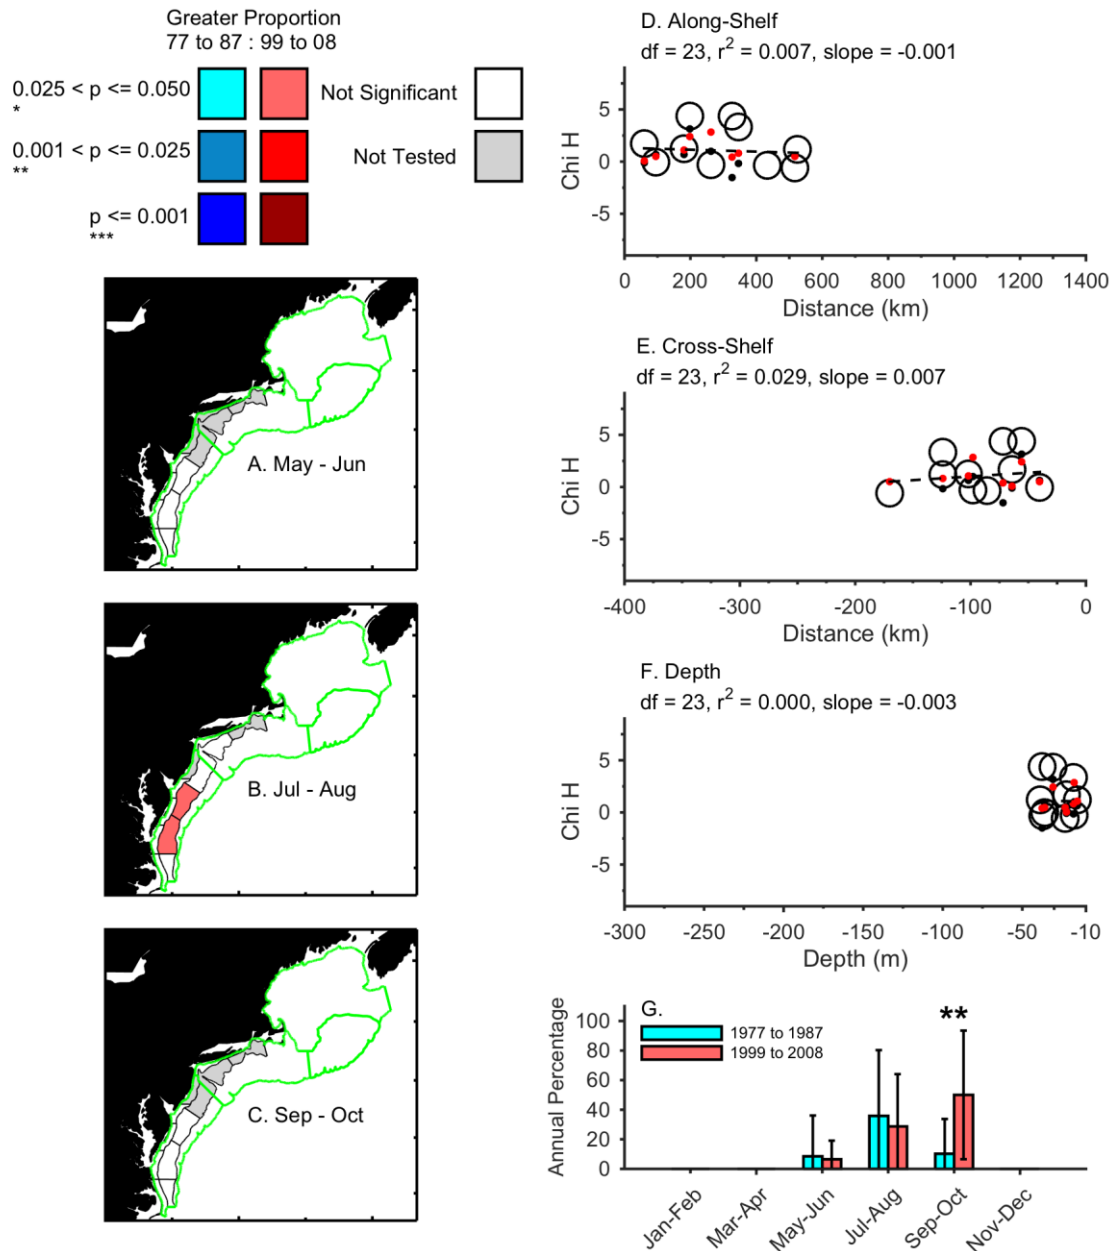 Greater Proportion
77 to 87 : 99 to 08
0.025 < p <= 0.050
*
Not Significant
0.001 < p <= 0.025
**
Not Tested
p <= 0.001
***
A. May - Jun
B. Jul - Aug
C. Sep - Oct
D. Along-Shelf
df = 23, r² = 0.007, slope = -0.001
Chi H
5
0
-5
0 200 400 600 800 1000 1200 1400
Distance (km)
E. Cross-Shelf
df = 23, r² = 0.029, slope = 0.007
Chi H
5
0
-5
-400 -300 -200 -100 0
Distance (km)
F. Depth
df = 23, r² = 0.000, slope = -0.003
Chi H
5
0
-5
-300 -250 -200 -150 -100 -50 -10
Depth (m)
G.
**
1977 to 1987
1999 to 2008
Annual Percentage
100
80
60
40
20
0
Jan-Feb Mar-Apr May-Jun Jul-Aug Sep-Oct Nov-Dec